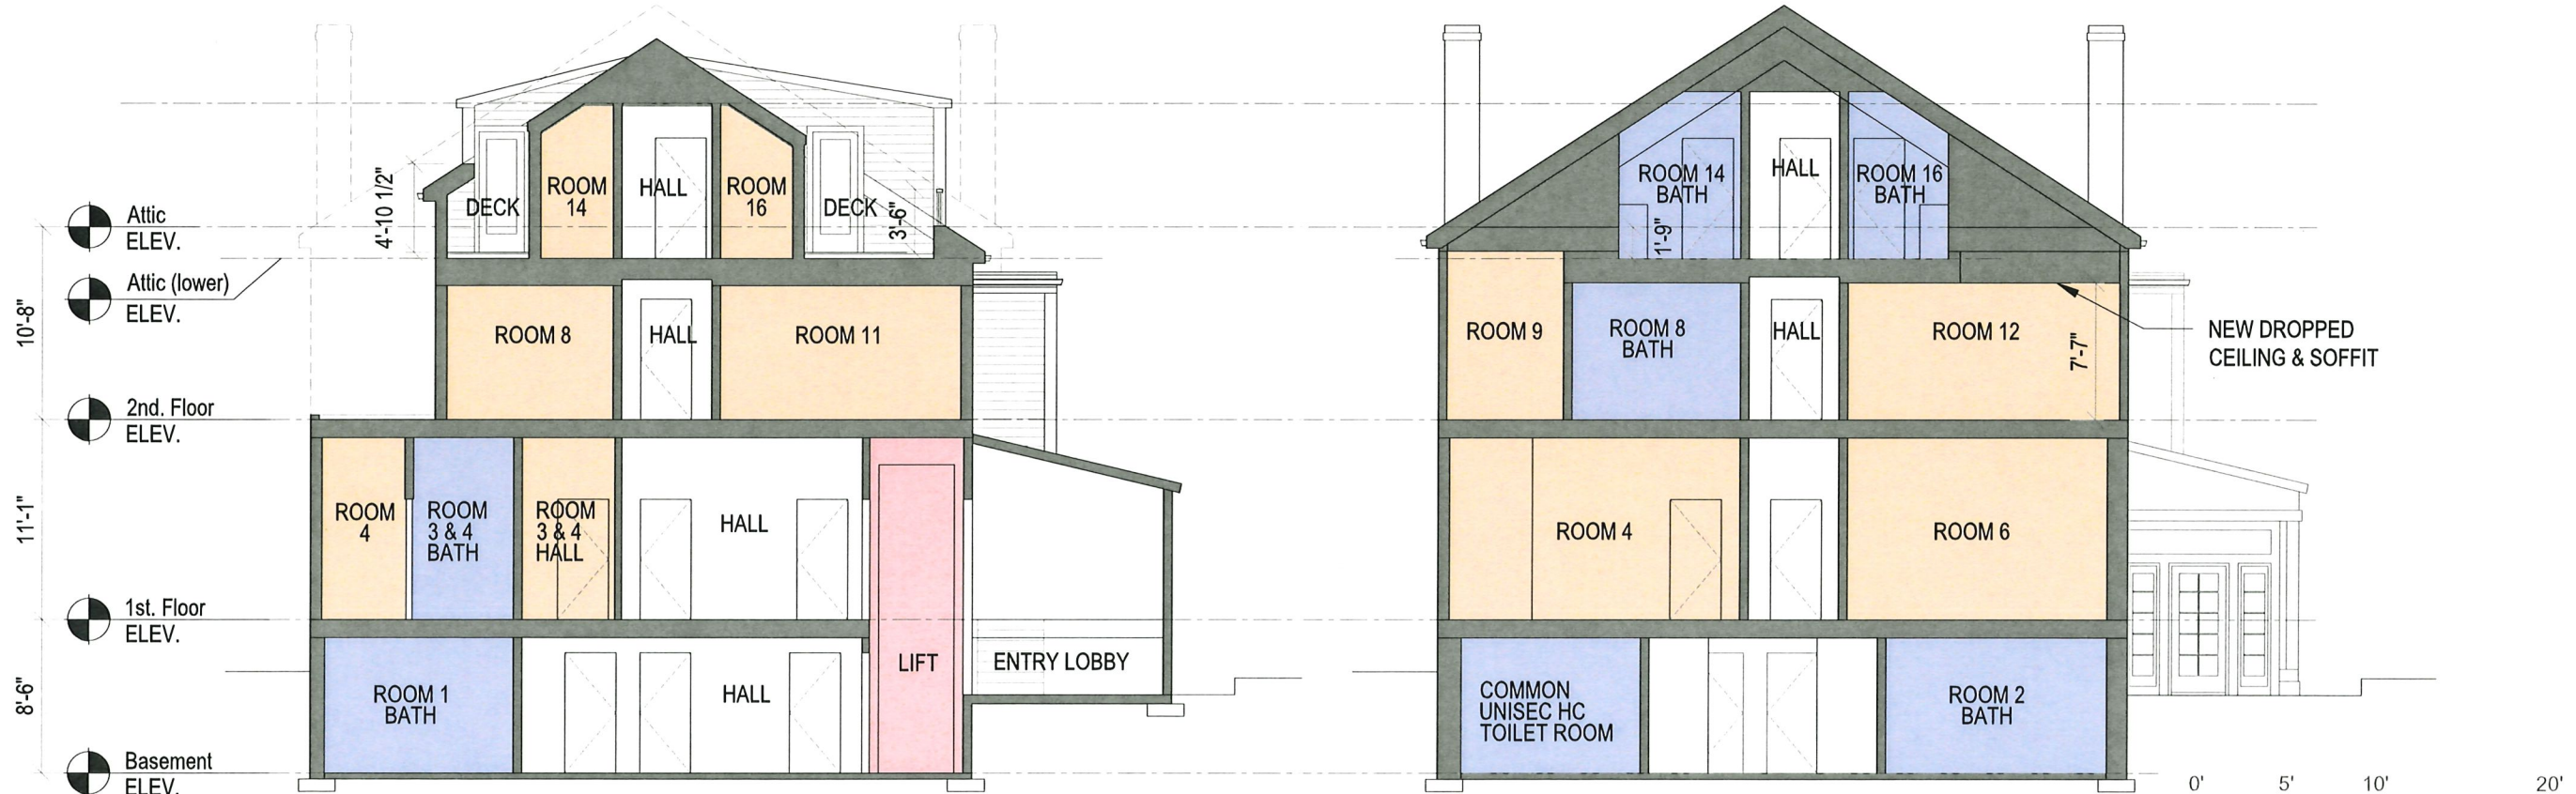 Attic
ELEV.
Attic (lower)
ELEV.
2nd. Floor
ELEV.
1st. Floor
ELEV.
Basement
ELEV.
10'-8"
11'-1"
8'-6"
4'-10 1/2"
DECK
ROOM
14
HALL
ROOM
16
DECK
3'-6"
ROOM 8
HALL
ROOM 11
ROOM
4
ROOM
3 & 4
BATH
ROOM
3 & 4
HALL
HALL
LIFT
ENTRY LOBBY
ROOM 1
BATH
HALL
ROOM 14
BATH
HALL
ROOM 16
BATH
1'-9"
ROOM 9
ROOM 8
BATH
HALL
ROOM 12
7'-7"
NEW DROPPED
CEILING & SOFFIT
ROOM 4
ROOM 6
COMMON
UNISEC HC
TOILET ROOM
ROOM 2
BATH
0' 5' 10' 20'